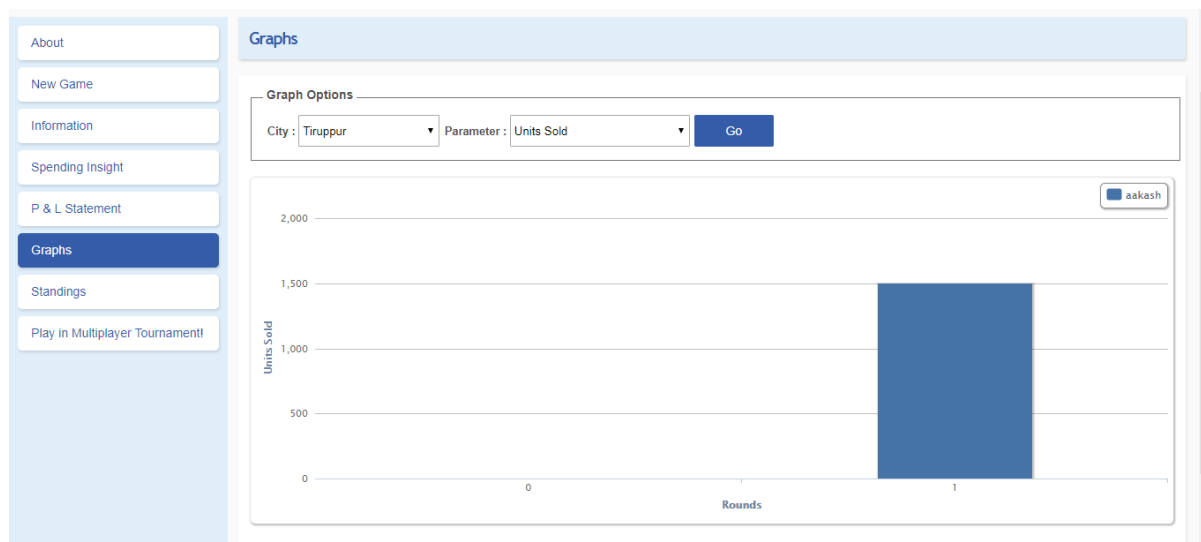 About
New Game
Information
Spending Insight
P & L Statement
Graphs
Standings
Play in Multiplayer Tournament!
Graphs
Graph Options
City : Tiruppur Parameter : Units Sold Go
aakash
2,000
1,500
1,000
500
0
Units Sold
0 1
Rounds